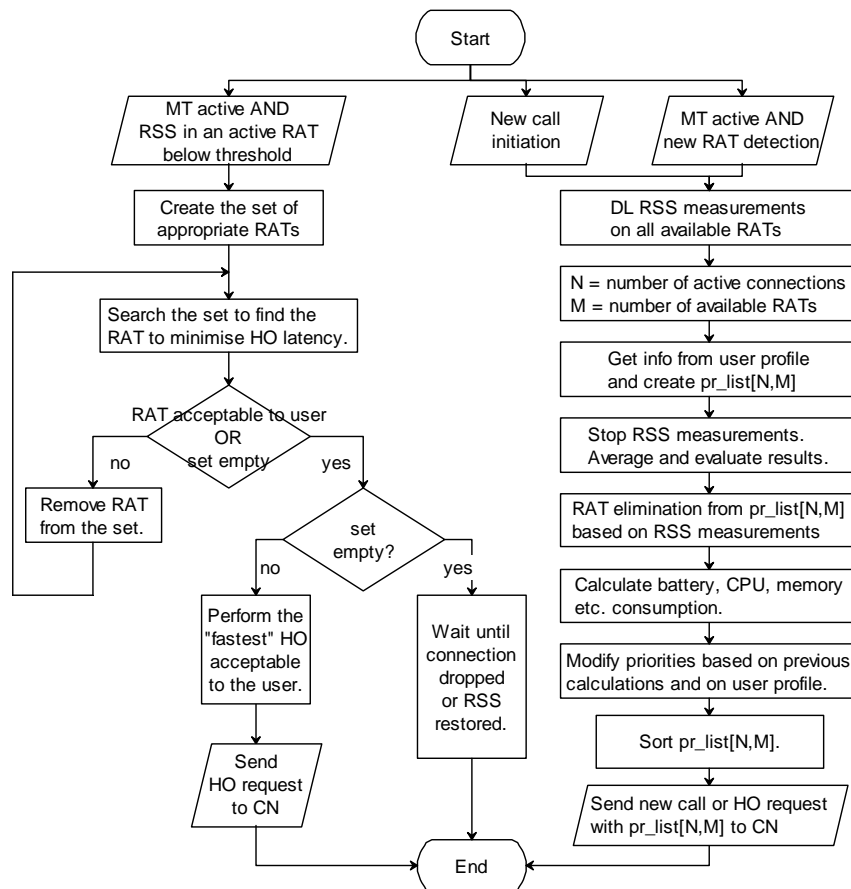 Start
MT active AND
RSS in an active RAT
below threshold
New call
initiation
MT active AND
new RAT detection
Create the set of
appropriate RATs
Search the set to find the
RAT to minimise HO latency.
RAT acceptable to user
OR
set empty
no
yes
Remove RAT
from the set.
set
empty?
no
yes
Perform the
"fastest" HO
acceptable
to the user.
Wait until
connection
dropped
or RSS
restored.
Send
HO request
to CN
DL RSS measurements
on all available RATs
N = number of active connections
M = number of available RATs
Get info from user profile
and create pr_list[N,M]
Stop RSS measurements.
Average and evaluate results.
RAT elimination from pr_list[N,M]
based on RSS measurements
Calculate battery, CPU, memory
etc. consumption.
Modify priorities based on previous
calculations and on user profile.
Sort pr_list[N,M].
Send new call or HO request
with pr_list[N,M] to CN
End